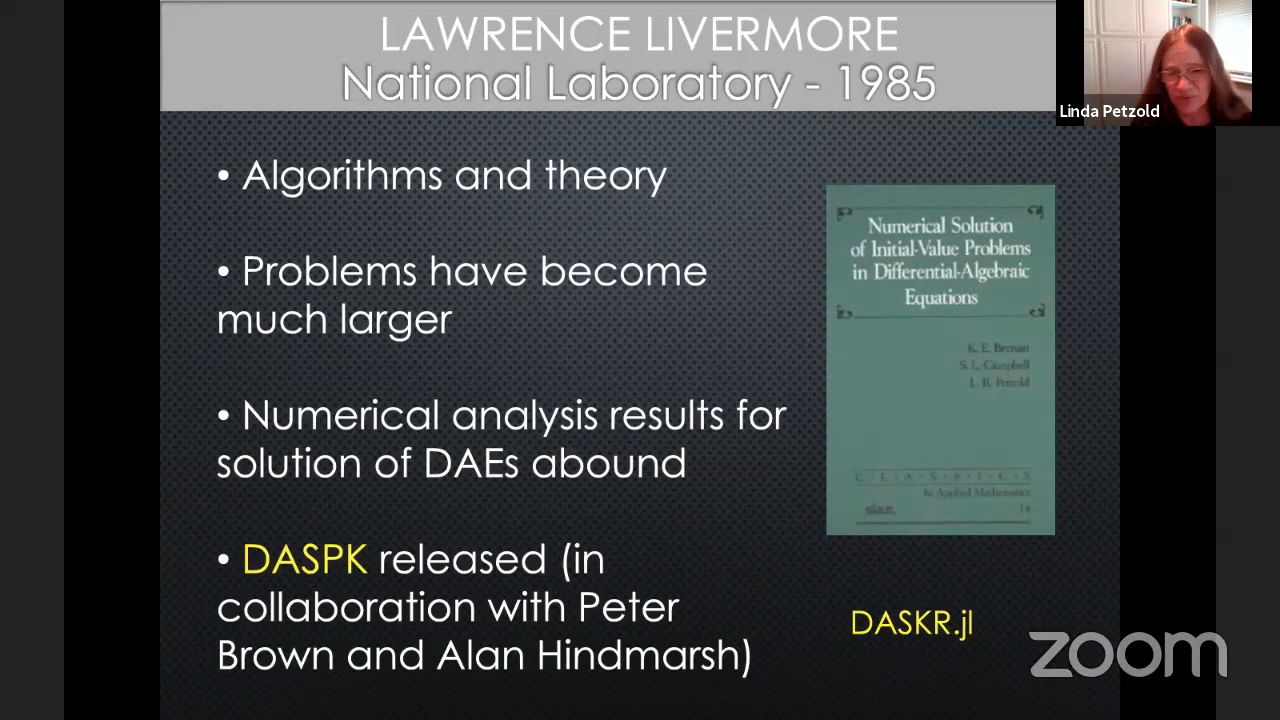 LAWRENCE LIVERMORE
National Laboratory - 1985
Linda Petzold
• Algorithms and theory
• Problems have become
much larger
• Numerical analysis results for
solution of DAEs abound
• DASPK released (in
collaboration with Peter
Brown and Alan Hindmarsh)
Numerical Solution
of Initial-Value Problems
in Differential-Algebraic
Equations
K. E. Brenan
S. L. Campbell
L. R. Petzold
C·L·A·S·S·I·C·S
In Applied Mathematics
siam.
14
DASKR.jl
zoom